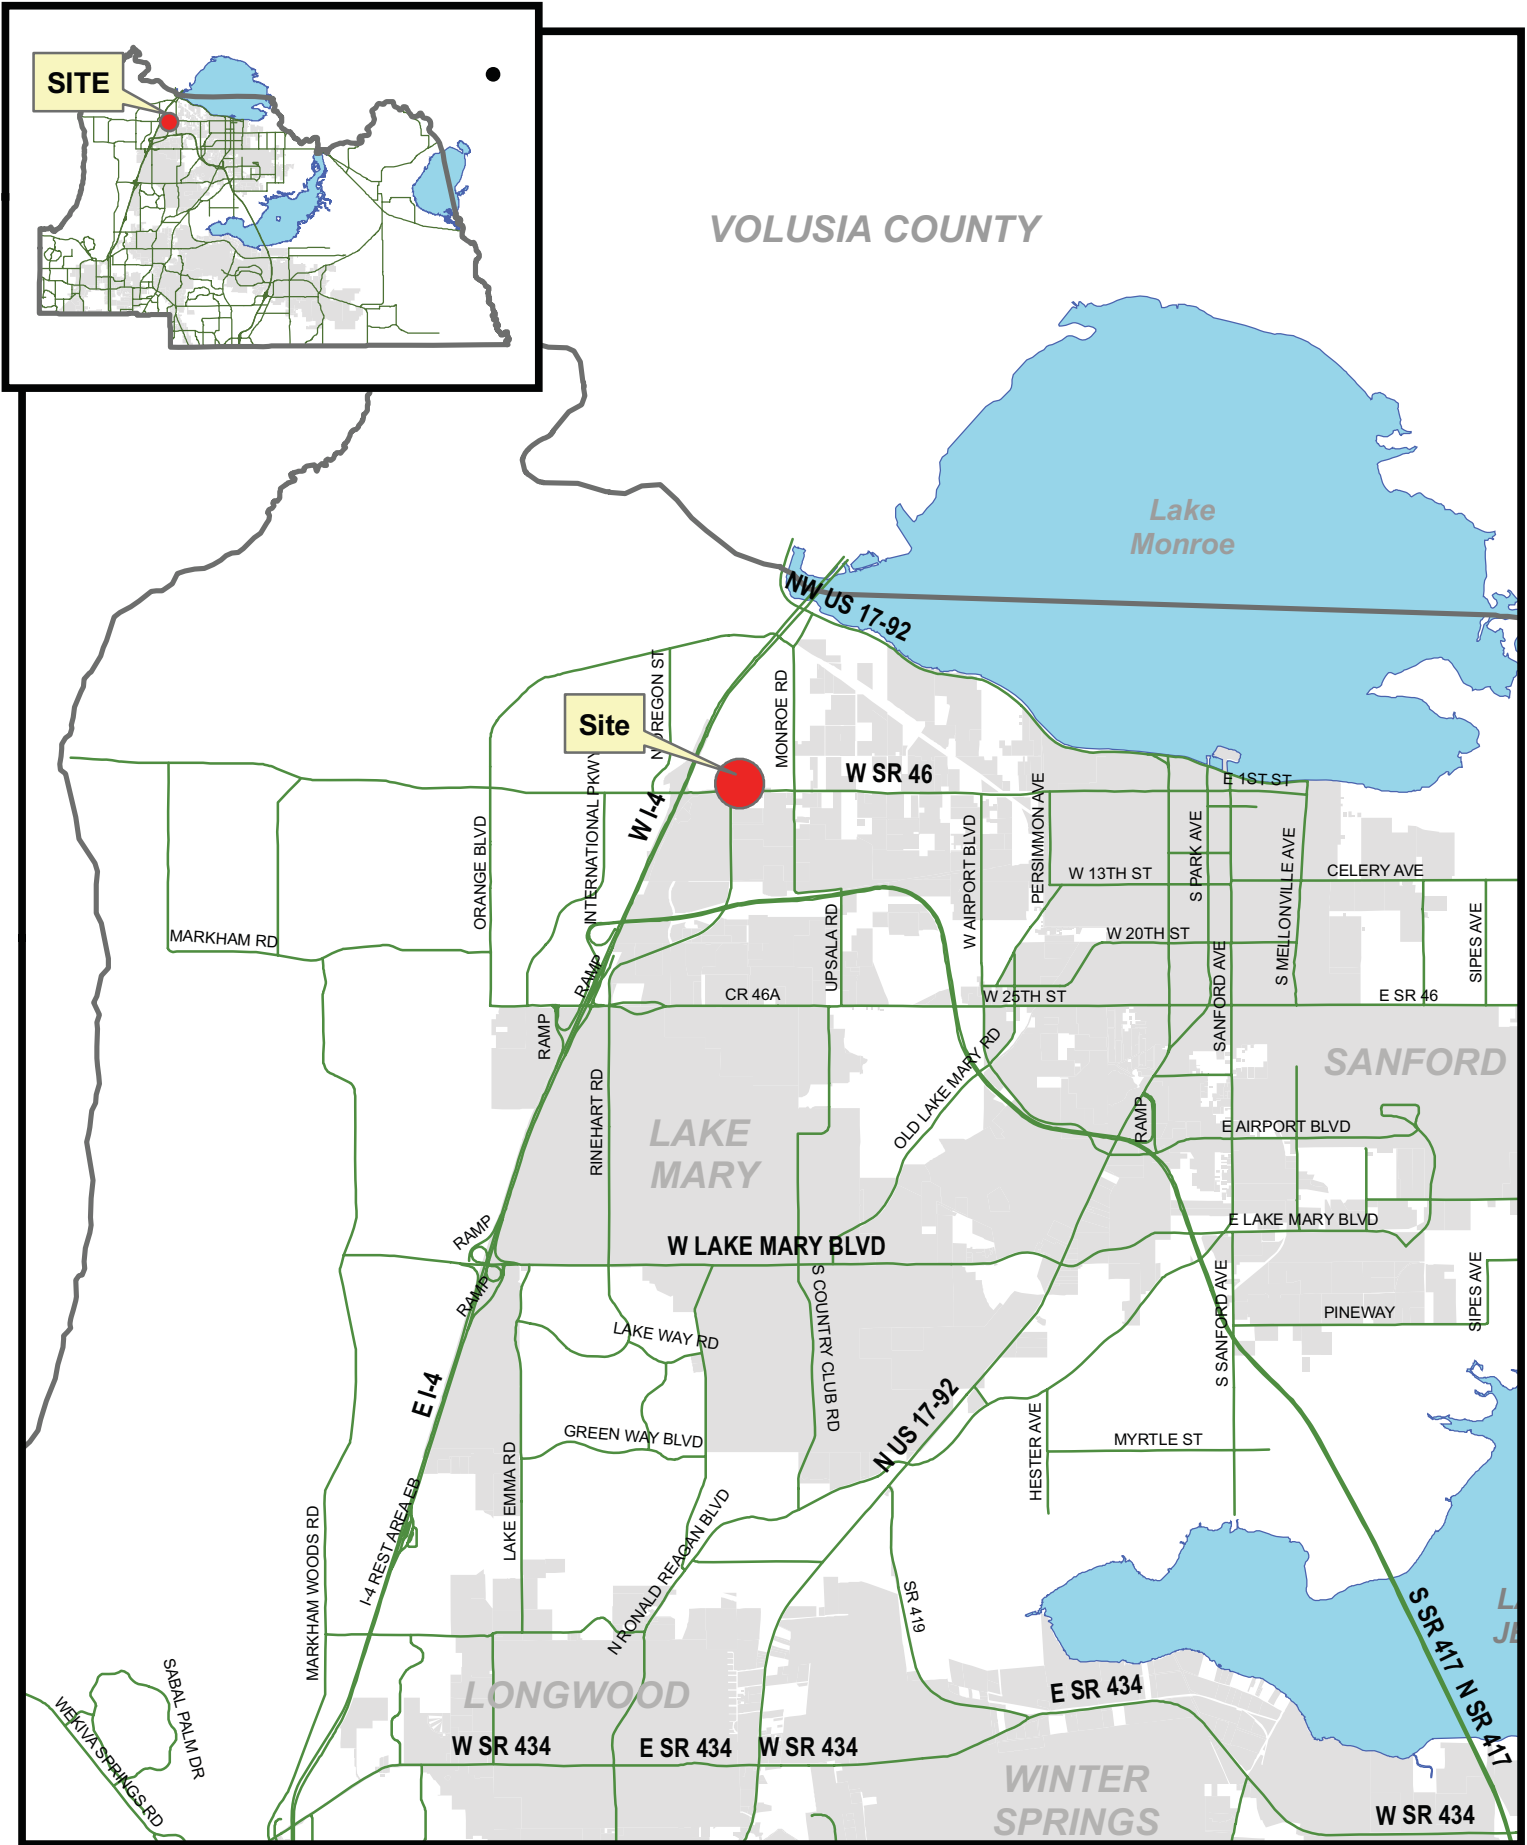 SITE
VOLUSIA COUNTY
Lake
Monroe
NW US 17-92
N OREGON ST
MONROE RD
Site
W SR 46
E 1ST ST
INTERNATIONAL PKWY
W I-4
ORANGE BLVD
W AIRPORT BLVD
PERSIMMON AVE
S PARK AVE
S MELLONVILLE AVE
W 13TH ST
CELERY AVE
MARKHAM RD
UPSALA RD
W 20TH ST
SANFORD AVE
SIPES AVE
RAMP
CR 46A
W 25TH ST
E SR 46
RAMP
OLD LAKE MARY RD
SANFORD
RINEHART RD
LAKE
MARY
RAMP
E AIRPORT BLVD
RAMP
W LAKE MARY BLVD
E LAKE MARY BLVD
RAMP
S COUNTRY CLUB RD
S SANFORD AVE
PINEWAY
SIPES AVE
LAKE WAY RD
E I-4
N US 17-92
GREEN WAY BLVD
HESTER AVE
MYRTLE ST
LAKE EMMA RD
I-4 REST AREA EB
MARKHAM WOODS RD
N RONALD REAGAN BLVD
SR 419
S SR 417
N SR 417
SABAL PALM DR
WEKIVA SPRINGS RD
LONGWOOD
E SR 434
W SR 434
E SR 434
W SR 434
WINTER
SPRINGS
W SR 434